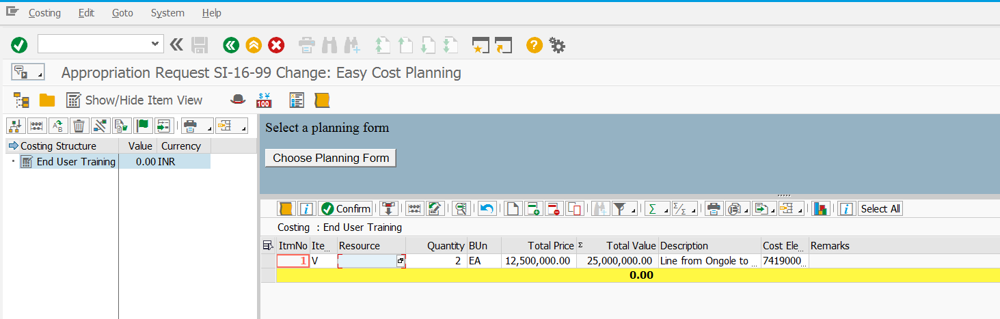 Costing Edit Goto System Help
Appropriation Request SI-16-99 Change: Easy Cost Planning
Show/Hide Item View
Costing Structure Value Currency
End User Training 0.00 INR
Select a planning form
Choose Planning Form
Confirm Select All
Costing : End User Training
ItmNo Ite... Resource Quantity BUn Total Price Σ Total Value Description Cost Ele... Remarks
1 V 2 EA 12,500,000.00 25,000,000.00 Line from Ongole to ... 7419000...
0.00